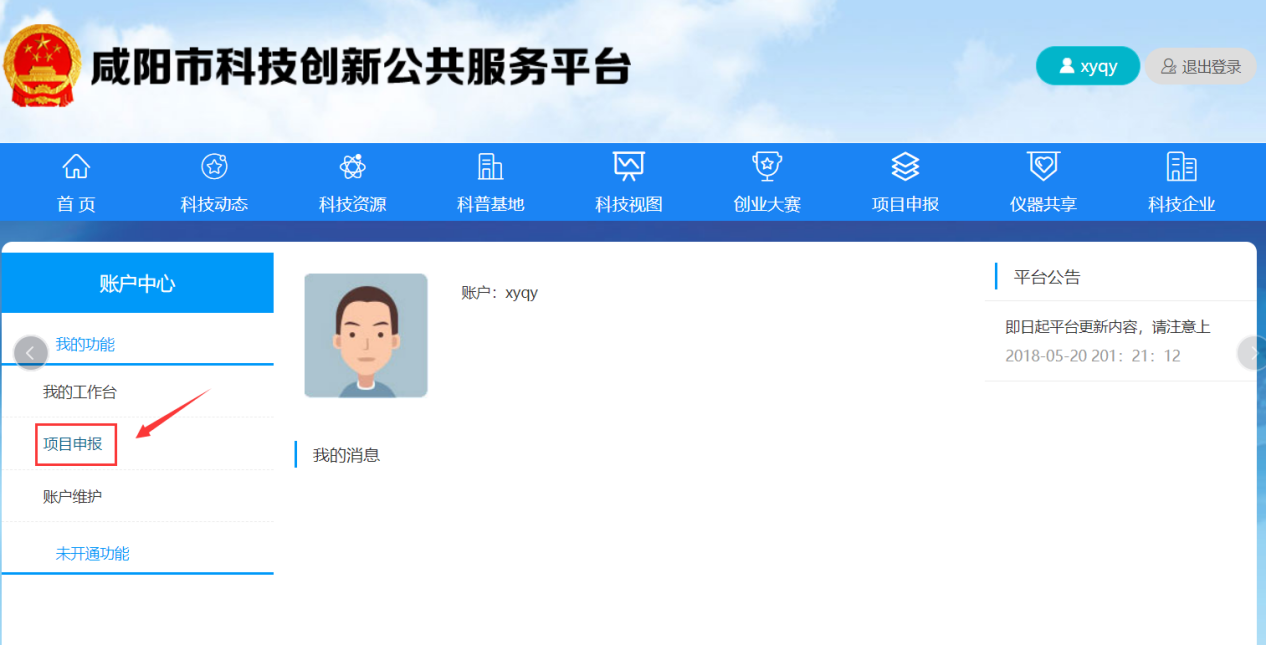 咸阳市科技创新公共服务平台
xyqy
退出登录
首 页
科技动态
科技资源
科普基地
科技视图
创业大赛
项目申报
仪器共享
科技企业
账户中心
我的功能
我的工作台
项目申报
账户维护
未开通功能
账户：xyqy
我的消息
平台公告
即日起平台更新内容，请注意上
2018-05-20 201：21：12